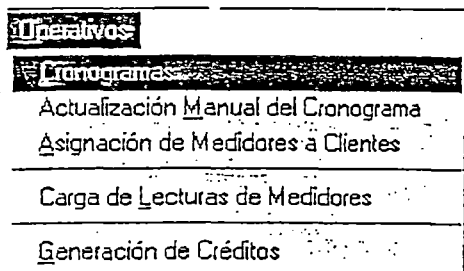 Operativos
Cronogramas...
Actualización Manual del Cronograma
Asignación de Medidores a Clientes
Carga de Lecturas de Medidores
Generación de Créditos